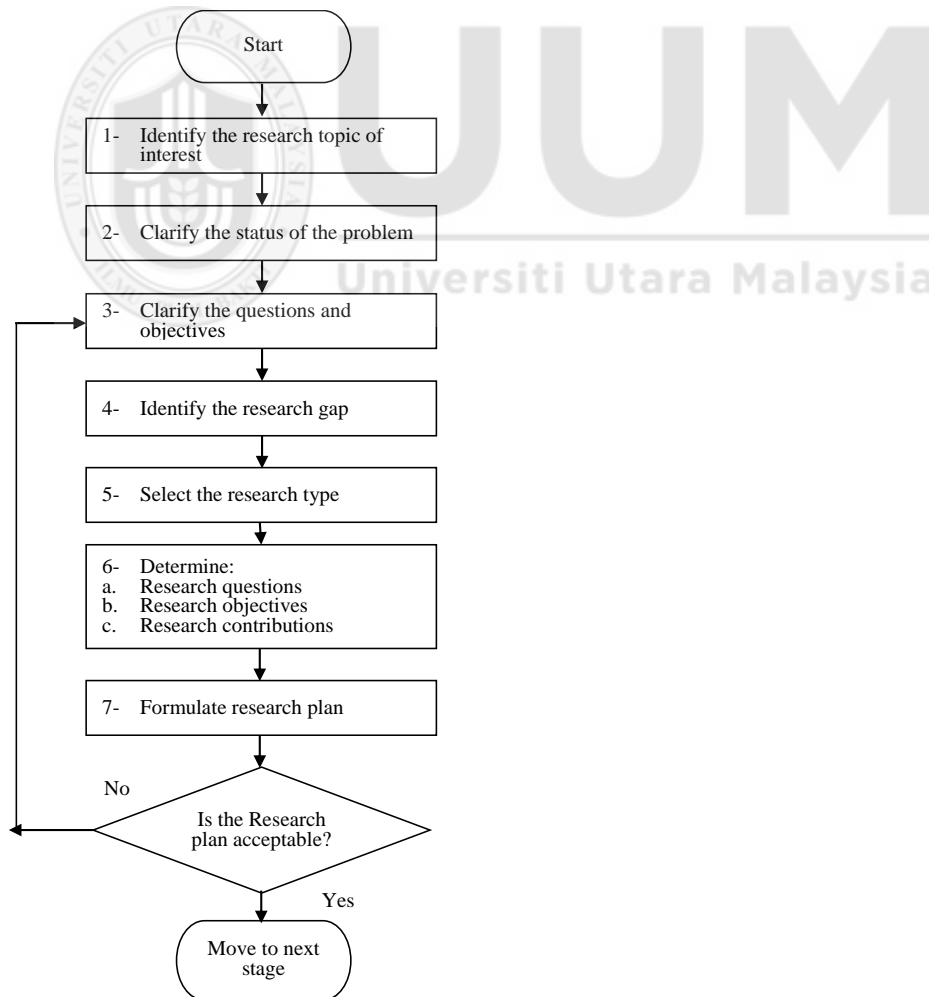 Start
UNIVERSITI UTARA MALAYSIA
UUM
Universiti Utara Malaysia
1- Identify the research topic of
interest
2- Clarify the status of the problem
3- Clarify the questions and
objectives
4- Identify the research gap
5- Select the research type
6- Determine:
a. Research questions
b. Research objectives
c. Research contributions
7- Formulate research plan
No
Is the Research
plan acceptable?
Yes
Move to next
stage